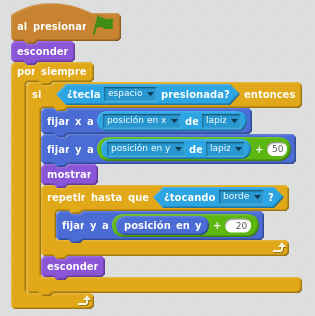 al presionar
esconder
por siempre
si ¿tecla espacio presionada? entonces
fijar x a posición en x de lapiz
fijar y a posición en y de lapiz + 50
mostrar
repetir hasta que ¿tocando borde ?
fijar y a posición en y + 20
esconder